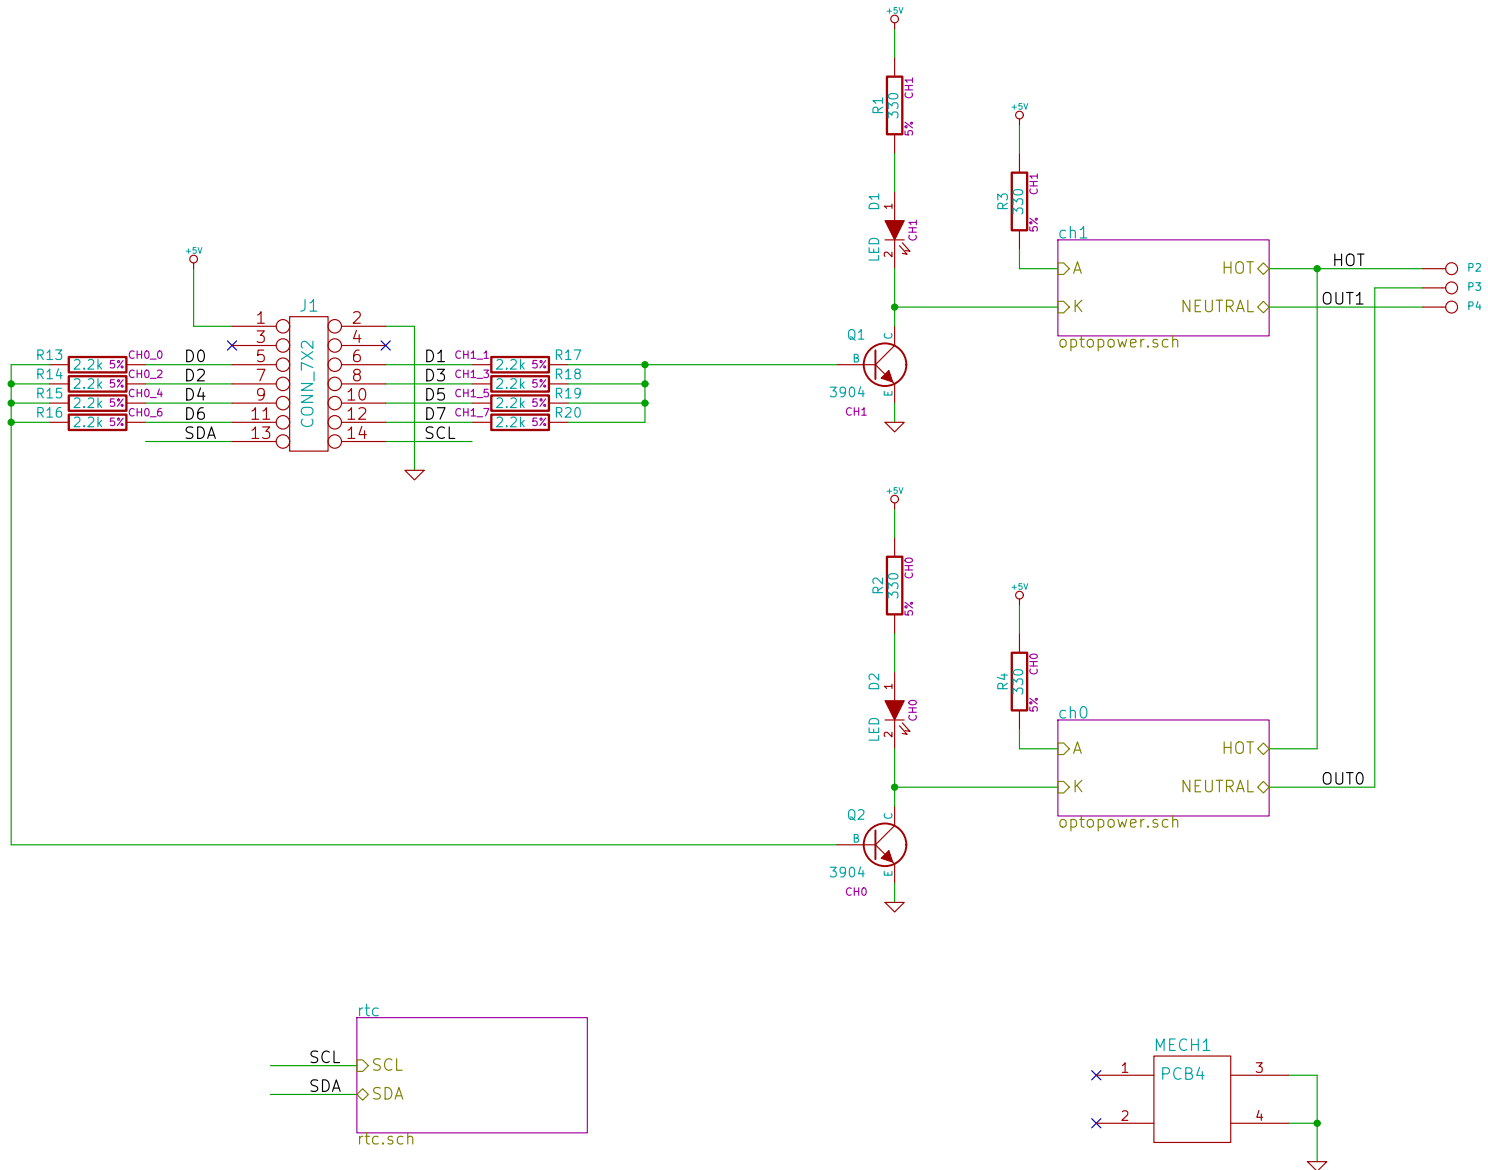 +5V
R1
330
CH1
5%
+5V
R3
330
CH1
5%
D1
LED
1
2
CH1
ch1
A
HOT
K
NEUTRAL
optopower.sch
HOT
OUT1
P2
P3
P4
+5V
J1
CONN_7X2
1 2
3 4
5 6
7 8
9 10
11 12
13 14
R13 2.2k 5% CH0_0 D0
R14 2.2k 5% CH0_2 D2
R15 2.2k 5% CH0_4 D4
R16 2.2k 5% CH0_6 D6
SDA
D1 CH1_1 2.2k 5% R17
D3 CH1_3 2.2k 5% R18
D5 CH1_5 2.2k 5% R19
D7 CH1_7 2.2k 5% R20
SCL
Q1
B
C
E
3904
CH1
+5V
R2
330
CH0
5%
+5V
R4
330
CH0
5%
D2
LED
1
2
CH0
ch0
A
HOT
K
NEUTRAL
optopower.sch
OUT0
Q2
B
C
E
3904
CH0
rtc
SCL
SCL
SDA
SDA
rtc.sch
MECH1
PCB4
1
2
3
4